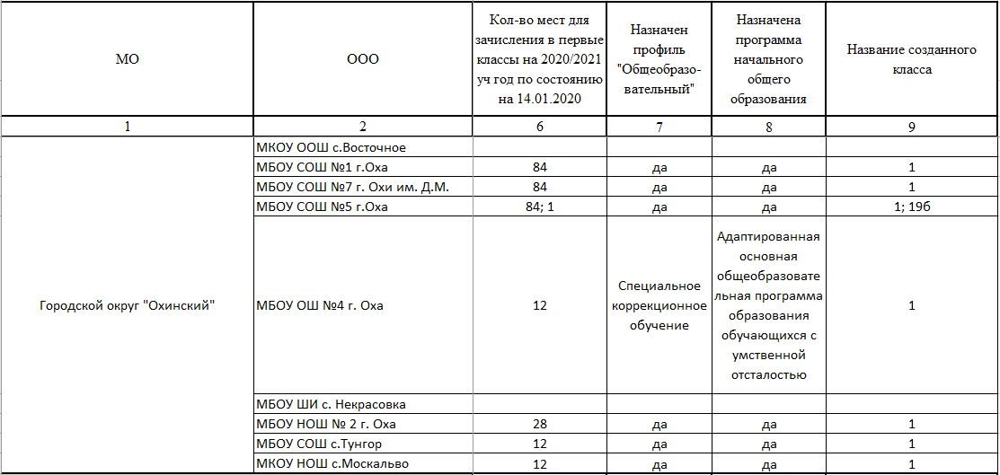 МО
ООО
Кол-во мест для
зачисления в первые
классы на 2020/2021
уч год по состоянию
на 14.01.2020
Назначен
профиль
"Общеобразо-
вательный"
Назначена
программа
начального
общего
образования
Название созданного
класса
1 2 6 7 8 9
Городской округ "Охинский"
МКОУ ООШ с.Восточное
МБОУ СОШ №1 г.Оха 84 да да 1
МБОУ СОШ №7 г. Охи им. Д.М. 84 да да 1
МБОУ СОШ №5 г.Оха 84; 1 да да 1; 19б
МБОУ ОШ №4 г. Оха 12
Специальное
коррекционное
обучение
Адаптированная
основная
общеобразовате
льная программа
образования
обучающихся с
умственной
отсталостью
1
МБОУ ШИ с. Некрасовка
МБОУ НОШ № 2 г. Оха 28 да да 1
МБОУ СОШ с.Тунгор 12 да да 1
МКОУ НОШ с.Москальво 12 да да 1